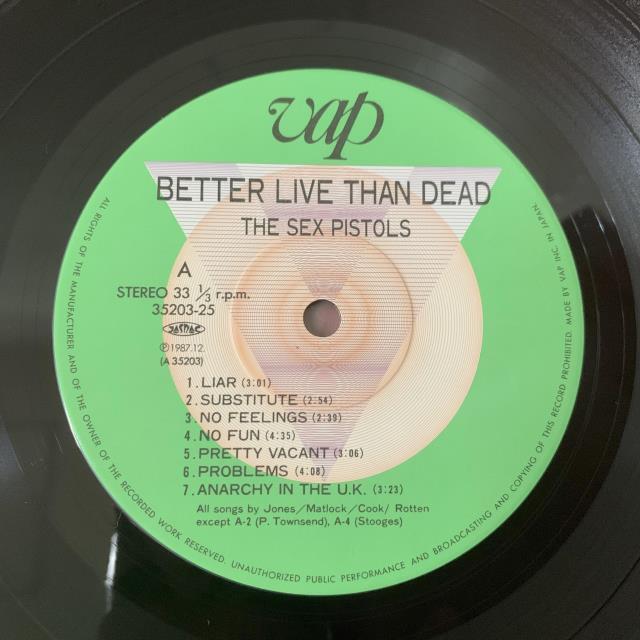 vap
BETTER LIVE THAN DEAD
THE SEX PISTOLS
A
STEREO 33 1/3 r.p.m.
35203-25
JASRAC
℗1987.12.
(A 35203)
1. LIAR (3:01)
2. SUBSTITUTE (2:54)
3. NO FEELINGS (2:39)
4. NO FUN (4:35)
5. PRETTY VACANT (3:06)
6. PROBLEMS (4:08)
7. ANARCHY IN THE U.K. (3:23)
All songs by Jones/Matlock/Cook/ Rotten
except A-2 (P. Townsend), A-4 (Stooges)
ALL RIGHTS OF THE MANUFACTURER AND OF THE OWNER OF THE RECORDED WORK RESERVED. UNAUTHORIZED PUBLIC PERFORMANCE AND BROADCASTING AND COPYING OF THIS RECORD PROHIBITED. MADE BY VAP INC. IN JAPAN.